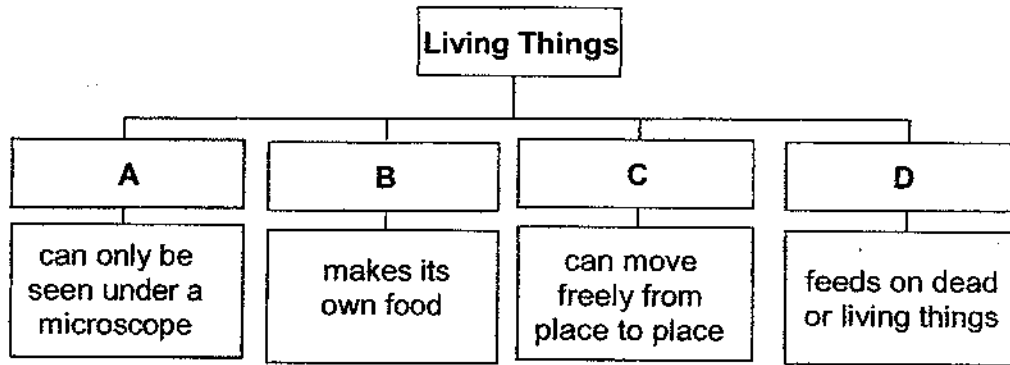 Living Things
A
B
C
D
can only be
seen under a
microscope
makes its
own food
can move
freely from
place to place
feeds on dead
or living things